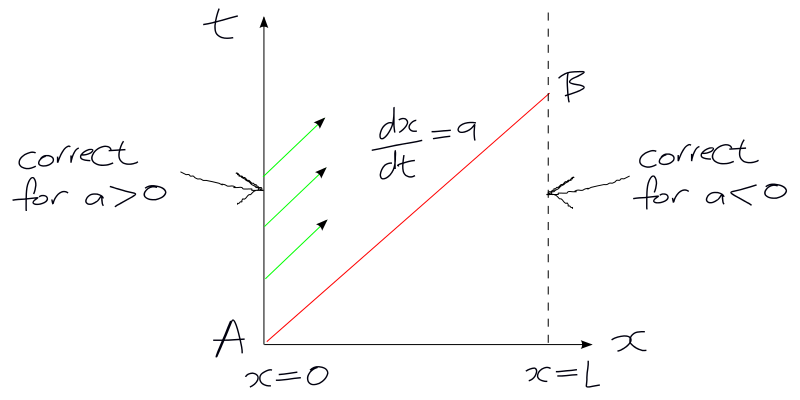 t
B
dx
dt
=a
correct
for a>0
correct
for a<0
A
x
x=0
x=L